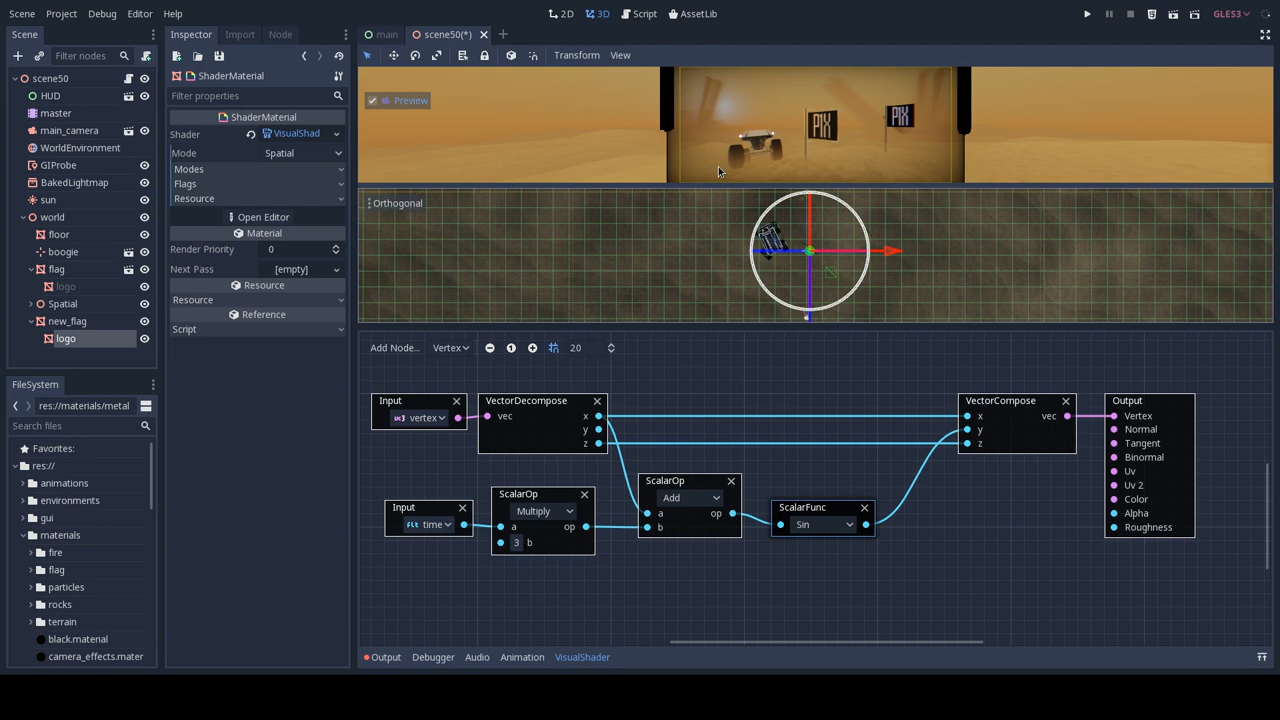 Scene Project Debug Editor Help
2D 3D Script AssetLib
GLES3
Scene
Filter nodes
scene50
HUD
master
main_camera
WorldEnvironment
GIProbe
BakedLightmap
sun
world
floor
boogie
flag
logo
Spatial
new_flag
logo
FileSystem
res://materials/metal
Search files
Favorites:
res://
animations
environments
gui
materials
fire
flag
particles
rocks
terrain
black.material
camera_effects.mater
Inspector Import Node
ShaderMaterial
Filter properties
ShaderMaterial
Shader VisualShad
Mode Spatial
Modes
Flags
Resource
Open Editor
Material
Render Priority 0
Next Pass [empty]
Resource
Resource
Reference
Script
main scene50(*)
Transform View
Preview
P1X P1X
Orthogonal
Add Node... Vertex 1 20
Input
vec3 vertex
VectorDecompose
vec x
y
z
Input
flt time
ScalarOp
Multiply
a op
3 b
ScalarOp
Add
a op
b
ScalarFunc
Sin
VectorCompose
x vec
y
z
Output
Vertex
Normal
Tangent
Binormal
Uv
Uv 2
Color
Alpha
Roughness
Output Debugger Audio Animation VisualShader